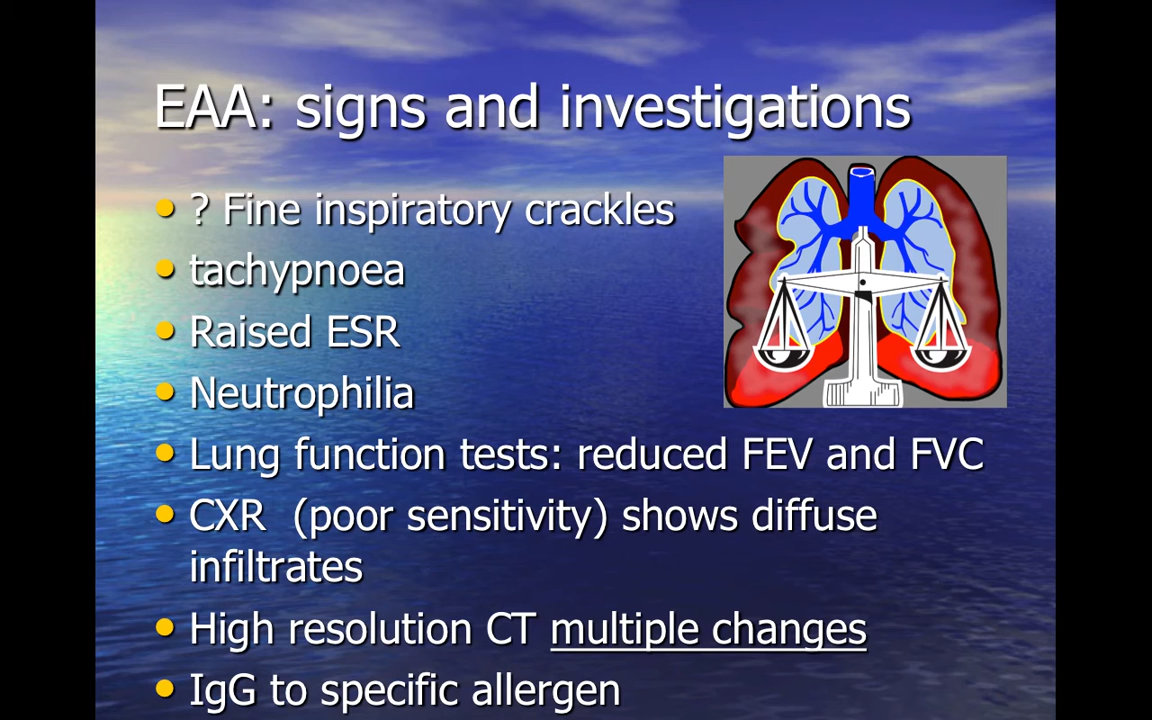 EAA: signs and investigations
? Fine inspiratory crackles
tachypnoea
Raised ESR
Neutrophilia
Lung function tests: reduced FEV and FVC
CXR  (poor sensitivity) shows diffuse
infiltrates
High resolution CT multiple changes
IgG to specific allergen